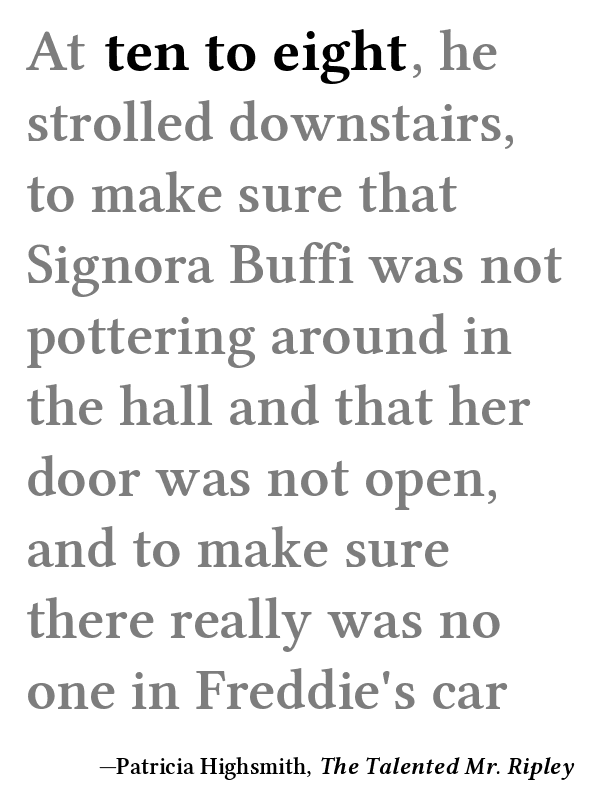 At ten to eight, he
strolled downstairs,
to make sure that
Signora Buffi was not
pottering around in
the hall and that her
door was not open,
and to make sure
there really was no
one in Freddie's car
—Patricia Highsmith, The Talented Mr. Ripley